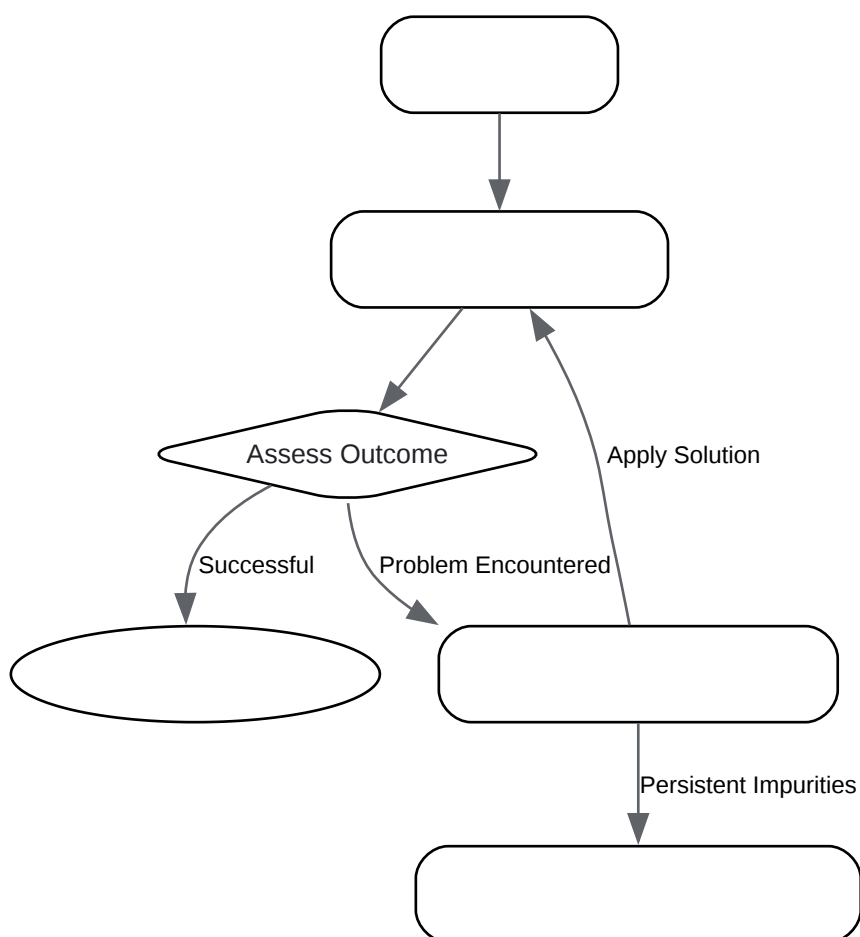 Assess Outcome
Apply Solution
Successful
Problem Encountered
Persistent Impurities